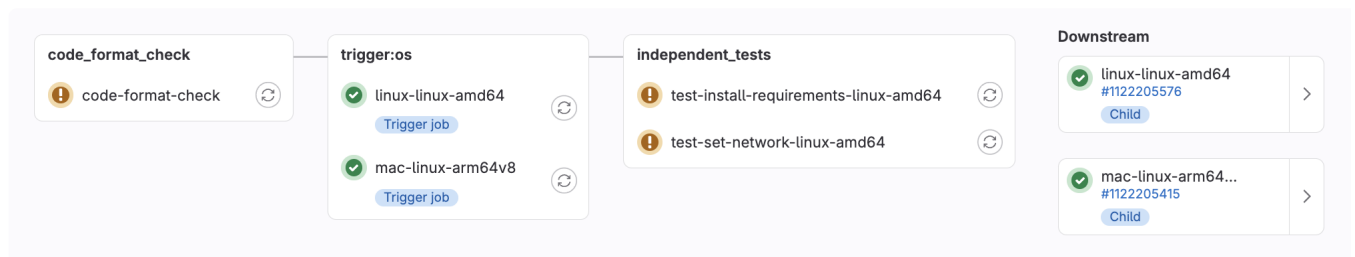 code_format_check
code-format-check
trigger:os
linux-linux-amd64
Trigger job
mac-linux-arm64v8
Trigger job
independent_tests
test-install-requirements-linux-amd64
test-set-network-linux-amd64
Downstream
linux-linux-amd64
#1122205576
Child
mac-linux-arm64...
#1122205415
Child